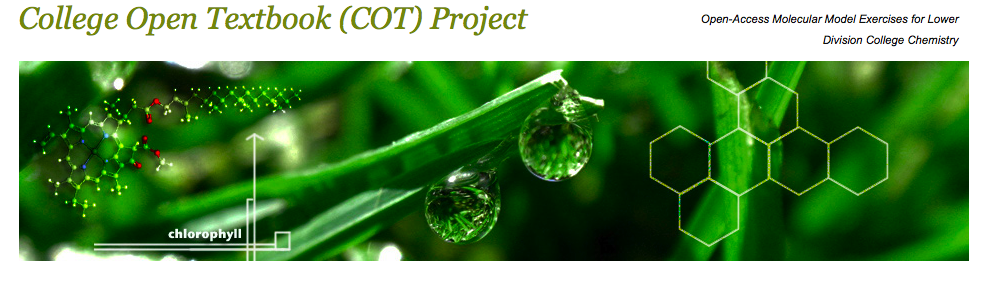 College Open Textbook (COT) Project
Open-Access Molecular Model Exercises for Lower
Division College Chemistry
chlorophyll